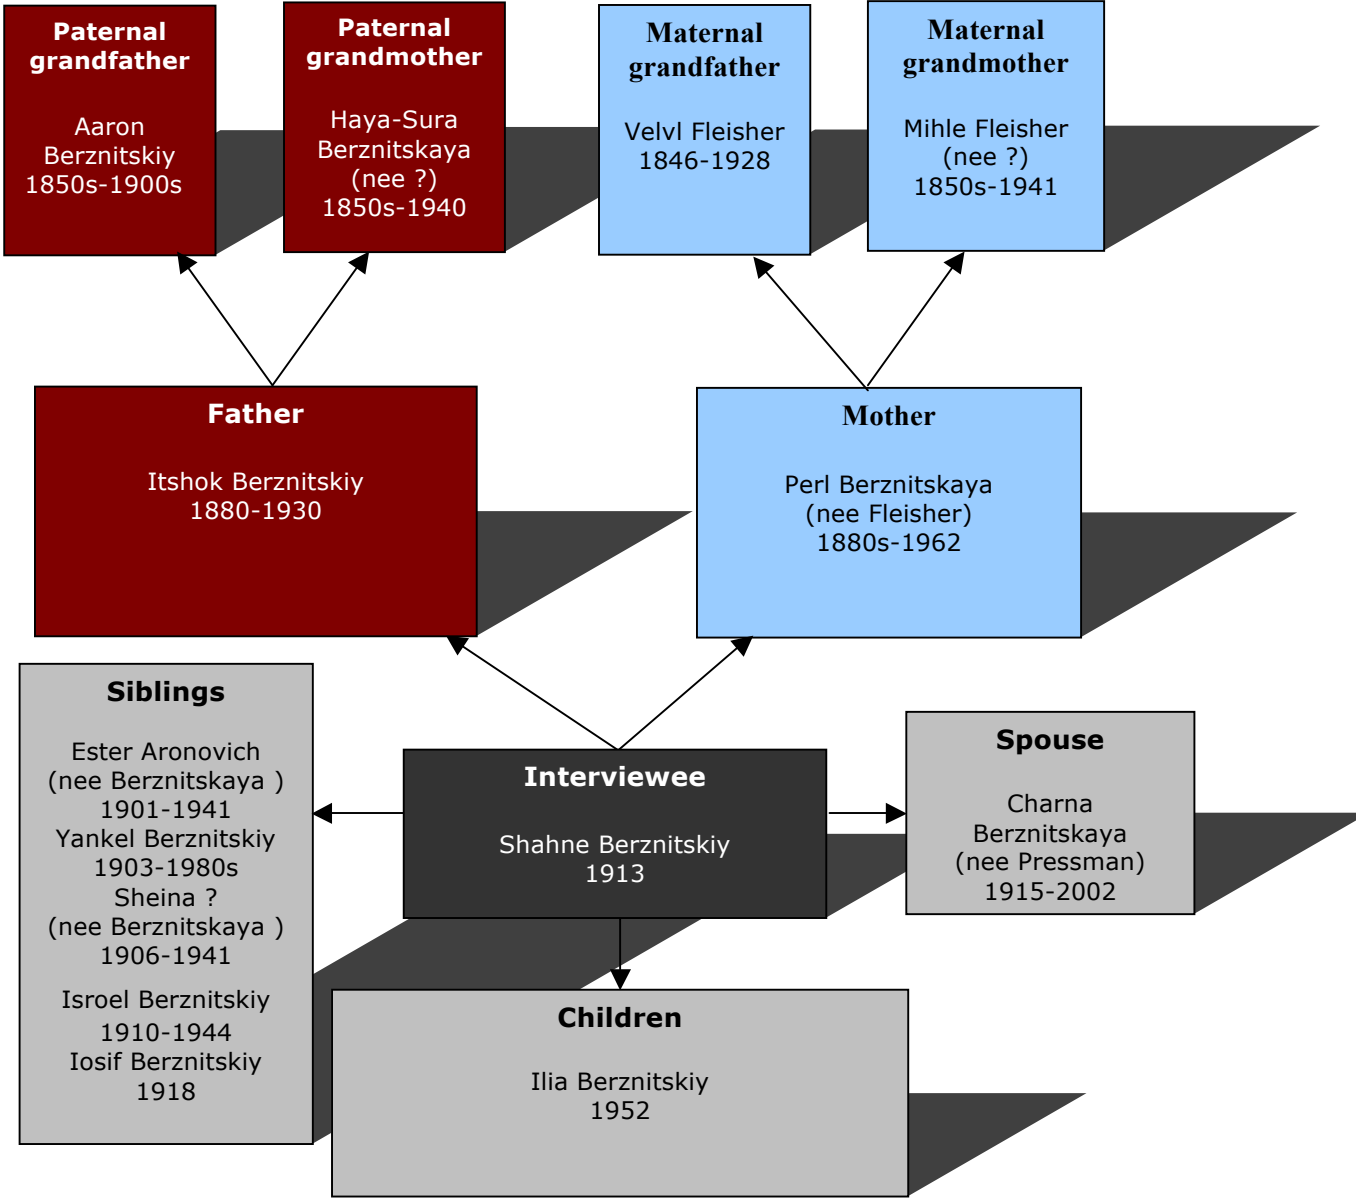 Paternal
grandfather
Aaron
Berznitskiy
1850s-1900s
Paternal
grandmother
Haya-Sura
Berznitskaya
(nee ?)
1850s-1940
Maternal
grandfather
Velvl Fleisher
1846-1928
Maternal
grandmother
Mihle Fleisher
(nee ?)
1850s-1941
Father
Itshok Berznitskiy
1880-1930
Mother
Perl Berznitskaya
(nee Fleisher)
1880s-1962
Siblings
Ester Aronovich
(nee Berznitskaya )
1901-1941
Yankel Berznitskiy
1903-1980s
Sheina ?
(nee Berznitskaya )
1906-1941
Isroel Berznitskiy
1910-1944
Iosif Berznitskiy
1918
Interviewee
Shahne Berznitskiy
1913
Spouse
Charna
Berznitskaya
(nee Pressman)
1915-2002
Children
Ilia Berznitskiy
1952